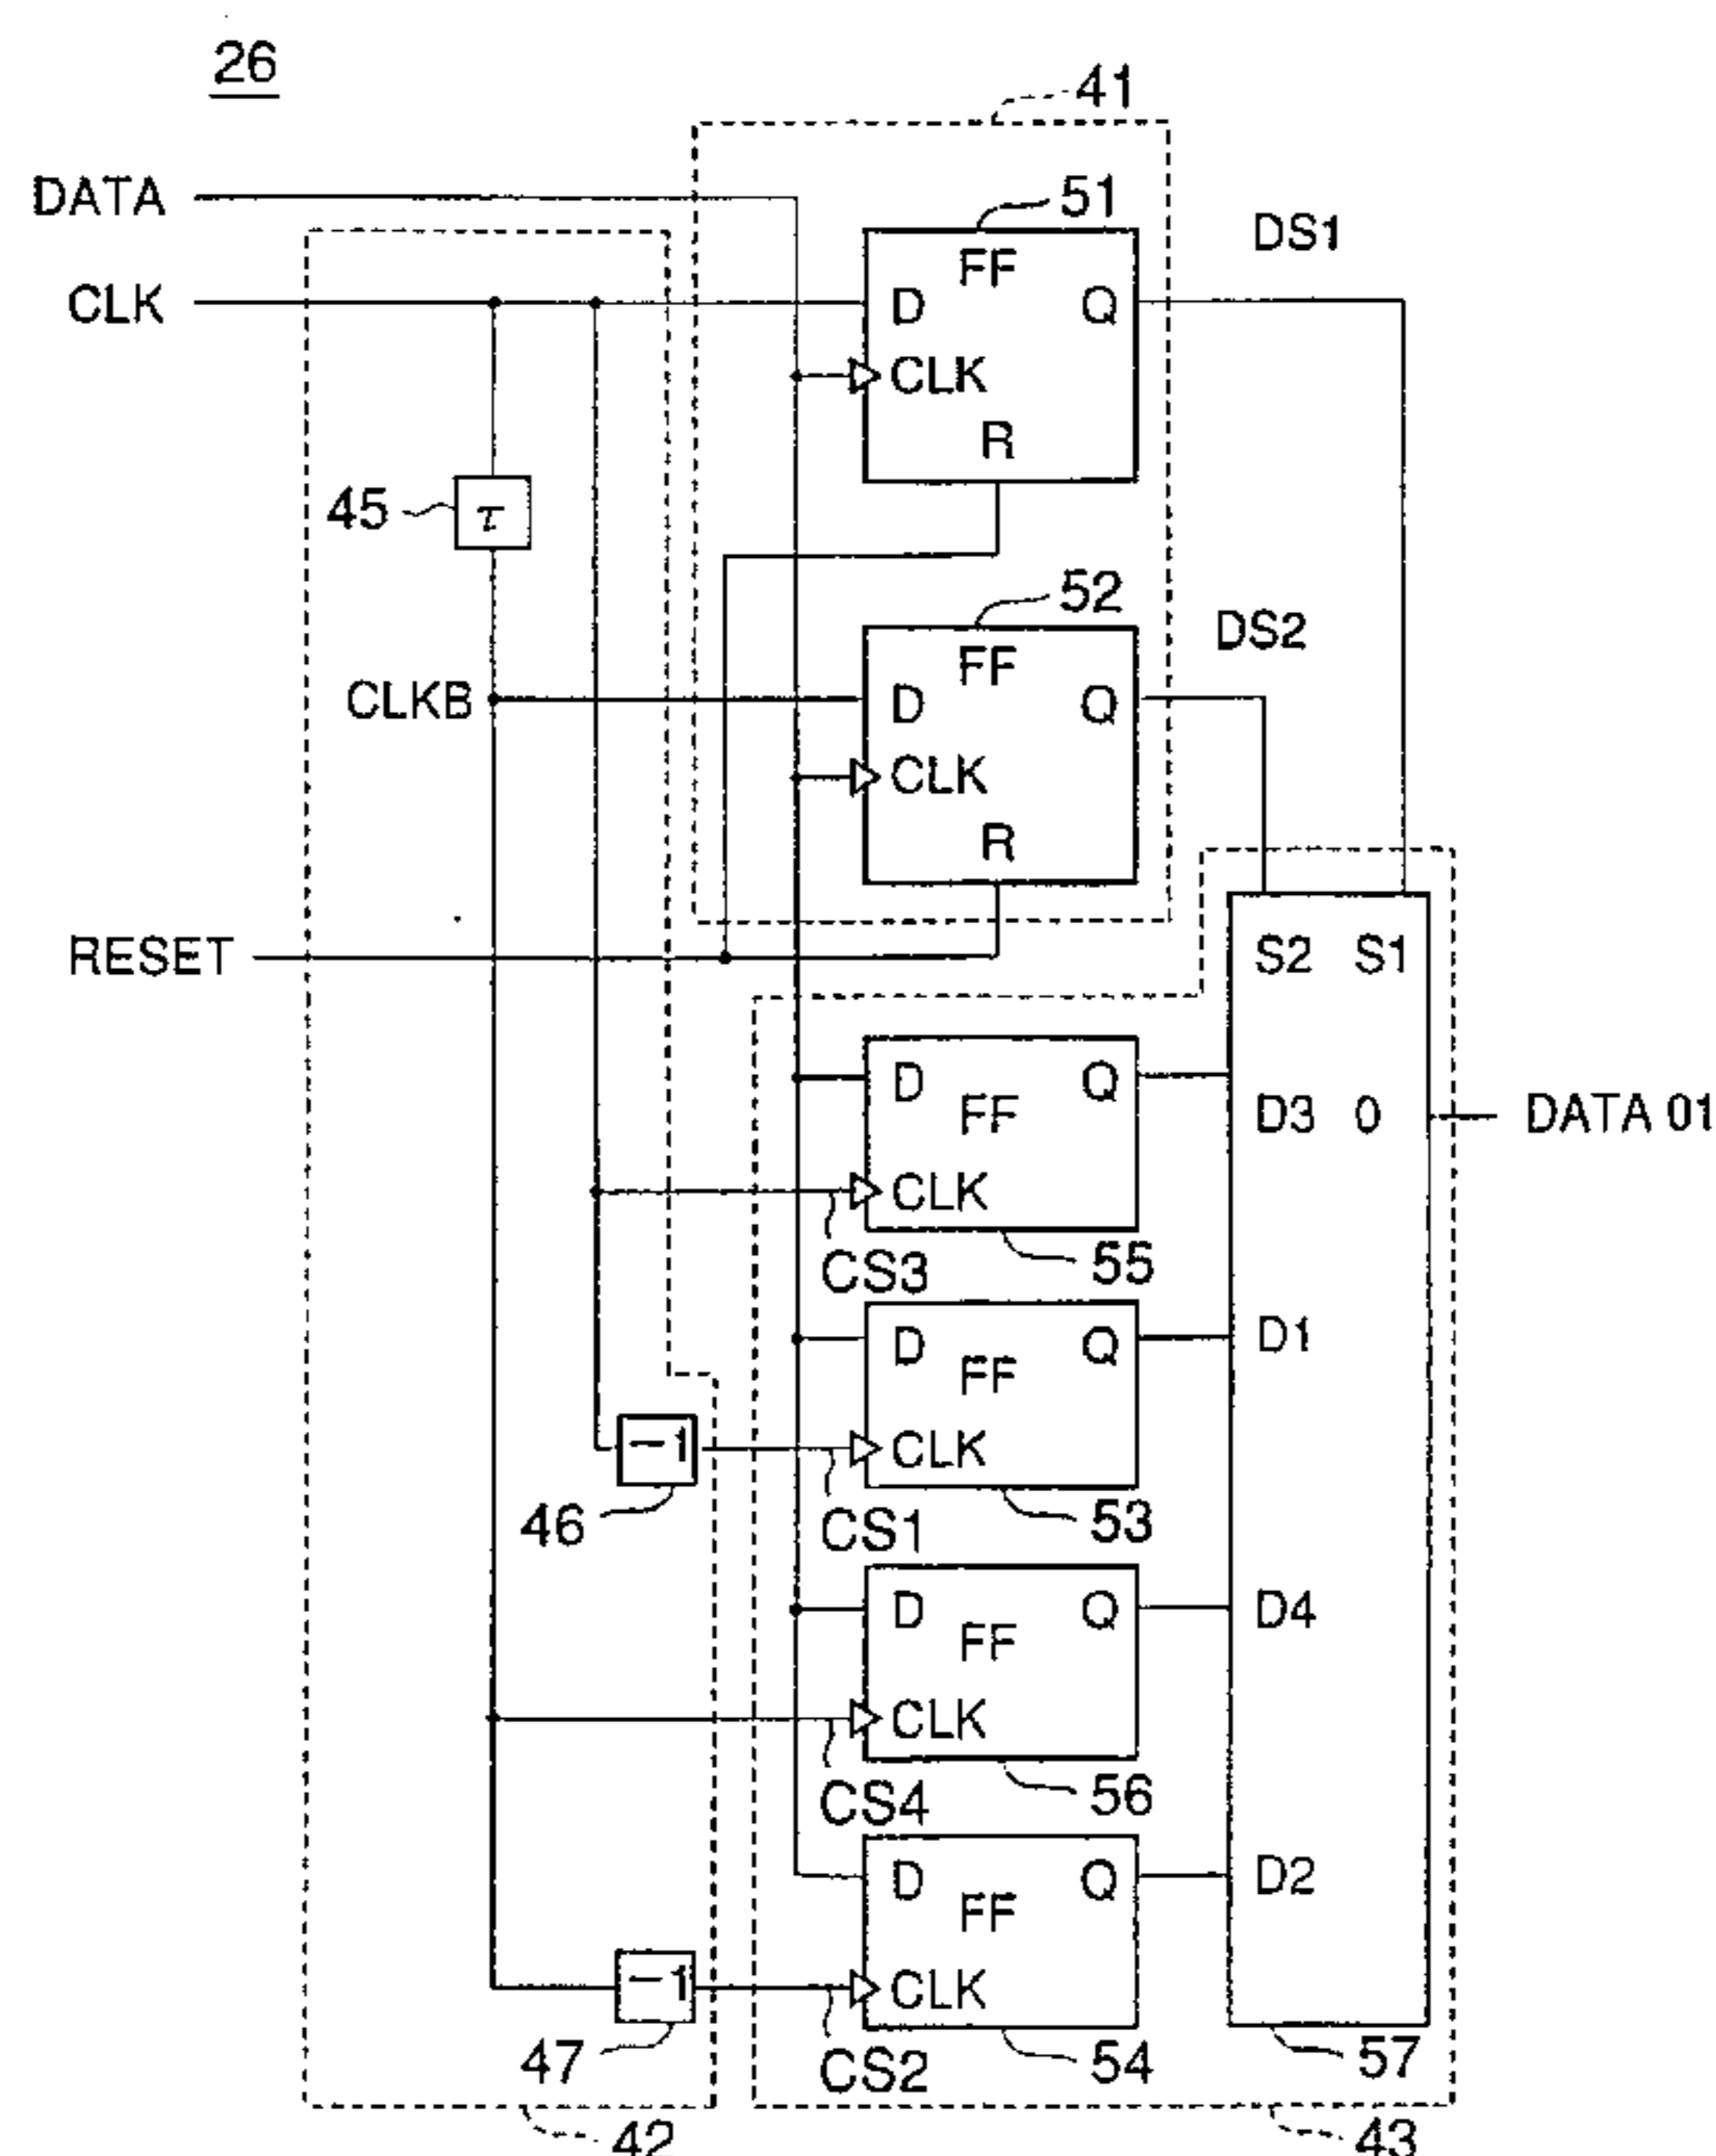 26
41
DATA
51
DS1
FF
CLK
D
Q
CLK
R
45
τ
52
DS2
FF
CLKB
D
Q
CLK
R
RESET
S2
S1
D
Q
FF
D3
0
DATA 01
CLK
CS3
55
D
Q
D1
FF
−1
CLK
46
CS1
53
D
Q
D4
FF
CLK
CS4
56
D
Q
D2
FF
−1
CLK
47
CS2
54
57
42
43